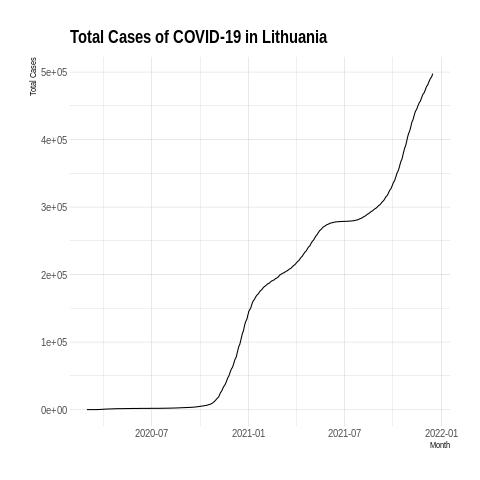 Total Cases of COVID-19 in Lithuania
Total Cases
5e+05
4e+05
3e+05
2e+05
1e+05
0e+00
2020-07 2021-01 2021-07 2022-01
Month